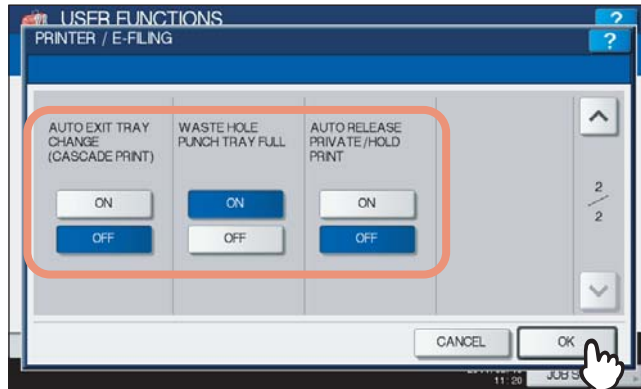 USER FUNCTIONS
?
PRINTER / E-FILING
?
AUTO EXIT TRAY
CHANGE
(CASCADE PRINT)
ON
OFF
WASTE HOLE
PUNCH TRAY FULL
ON
OFF
AUTO RELEASE
PRIVATE/HOLD
PRINT
ON
OFF
2
2
CANCEL
OK
11:20
JOB S